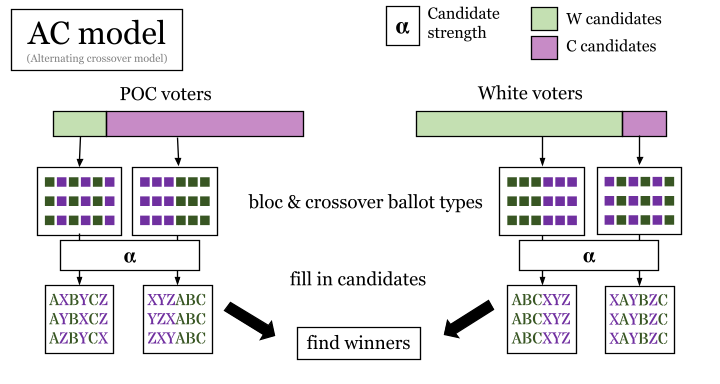 AC model
(Alternating crossover model)
α
Candidate
strength
W candidates
C candidates
POC voters
White voters
bloc & crossover ballot types
α
α
fill in candidates
AXBYCZ
AYBXCZ
AZBYCX
XYZABC
YZXABC
ZXYABC
ABCXYZ
ABCXYZ
ABCXYZ
XAYBZC
XAYBZC
XAYBZC
find winners